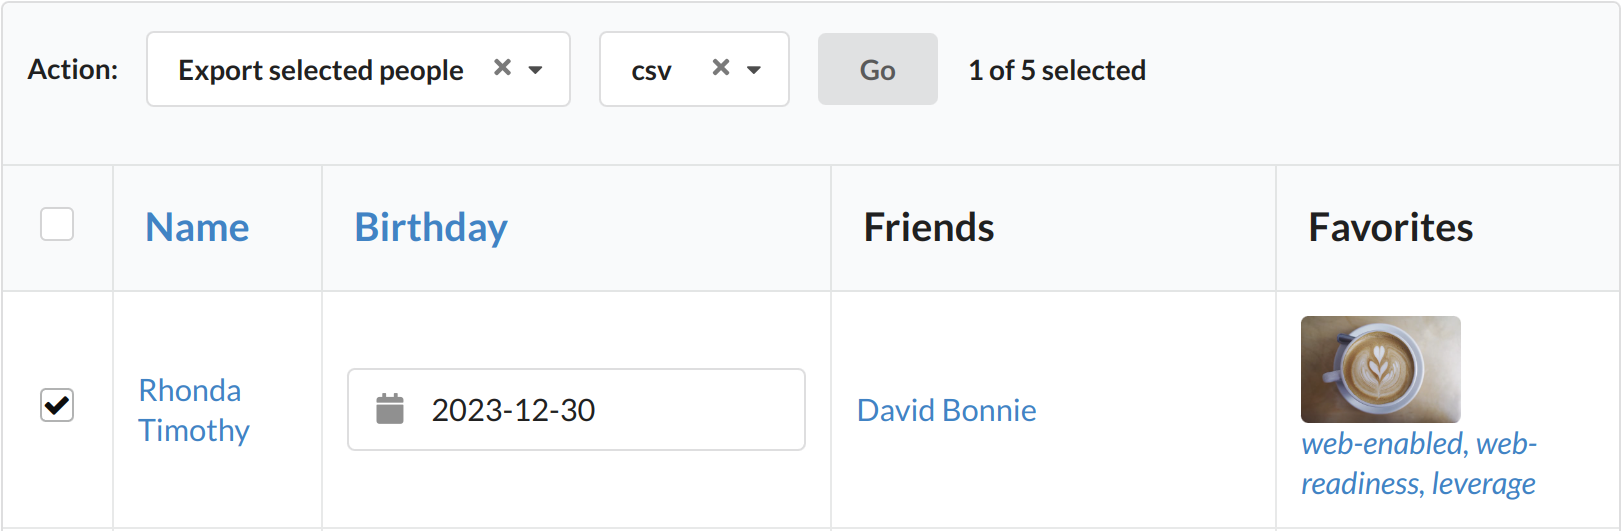 Action: Export selected people csv Go 1 of 5 selected
Name Birthday Friends Favorites
Rhonda
Timothy
2023-12-30
David Bonnie
web-enabled, web-
readiness, leverage